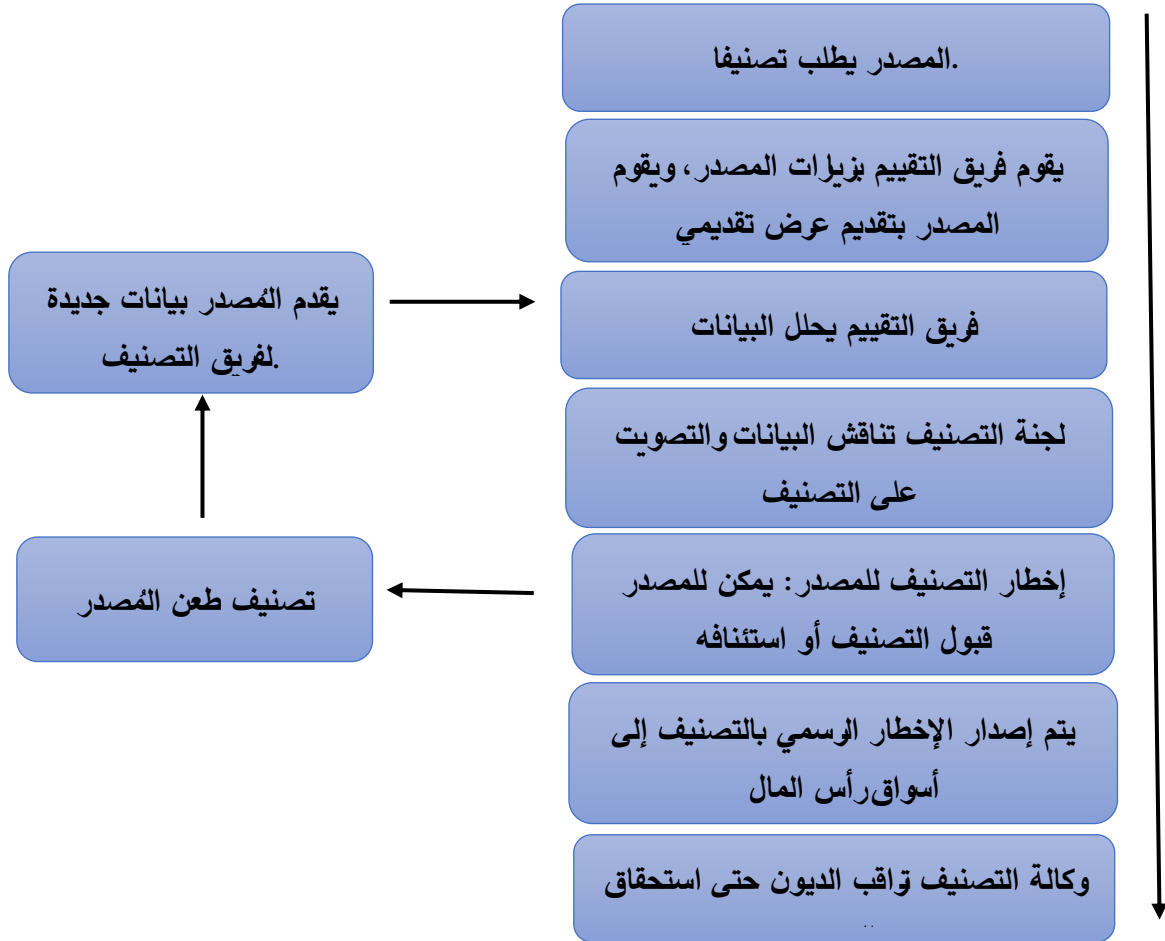 المصدر يطلب تصنيفا.
يقوم فريق التقييم بزيارات المصدر، ويقوم
المصدر بتقديم عرض تقديمي
يقدم المُصدر بيانات جديدة
لفريق التصنيف.
فريق التقييم يحلل البيانات
لجنة التصنيف تناقش البيانات والتصويت
على التصنيف
إخطار التصنيف للمصدر: يمكن للمصدر
قبول التصنيف أو استئنافه
تصنيف طعن المُصدر
يتم إصدار الإخطار الرسمي بالتصنيف إلى
أسواق رأس المال
وكالة التصنيف تراقب الديون حتى استحقاق